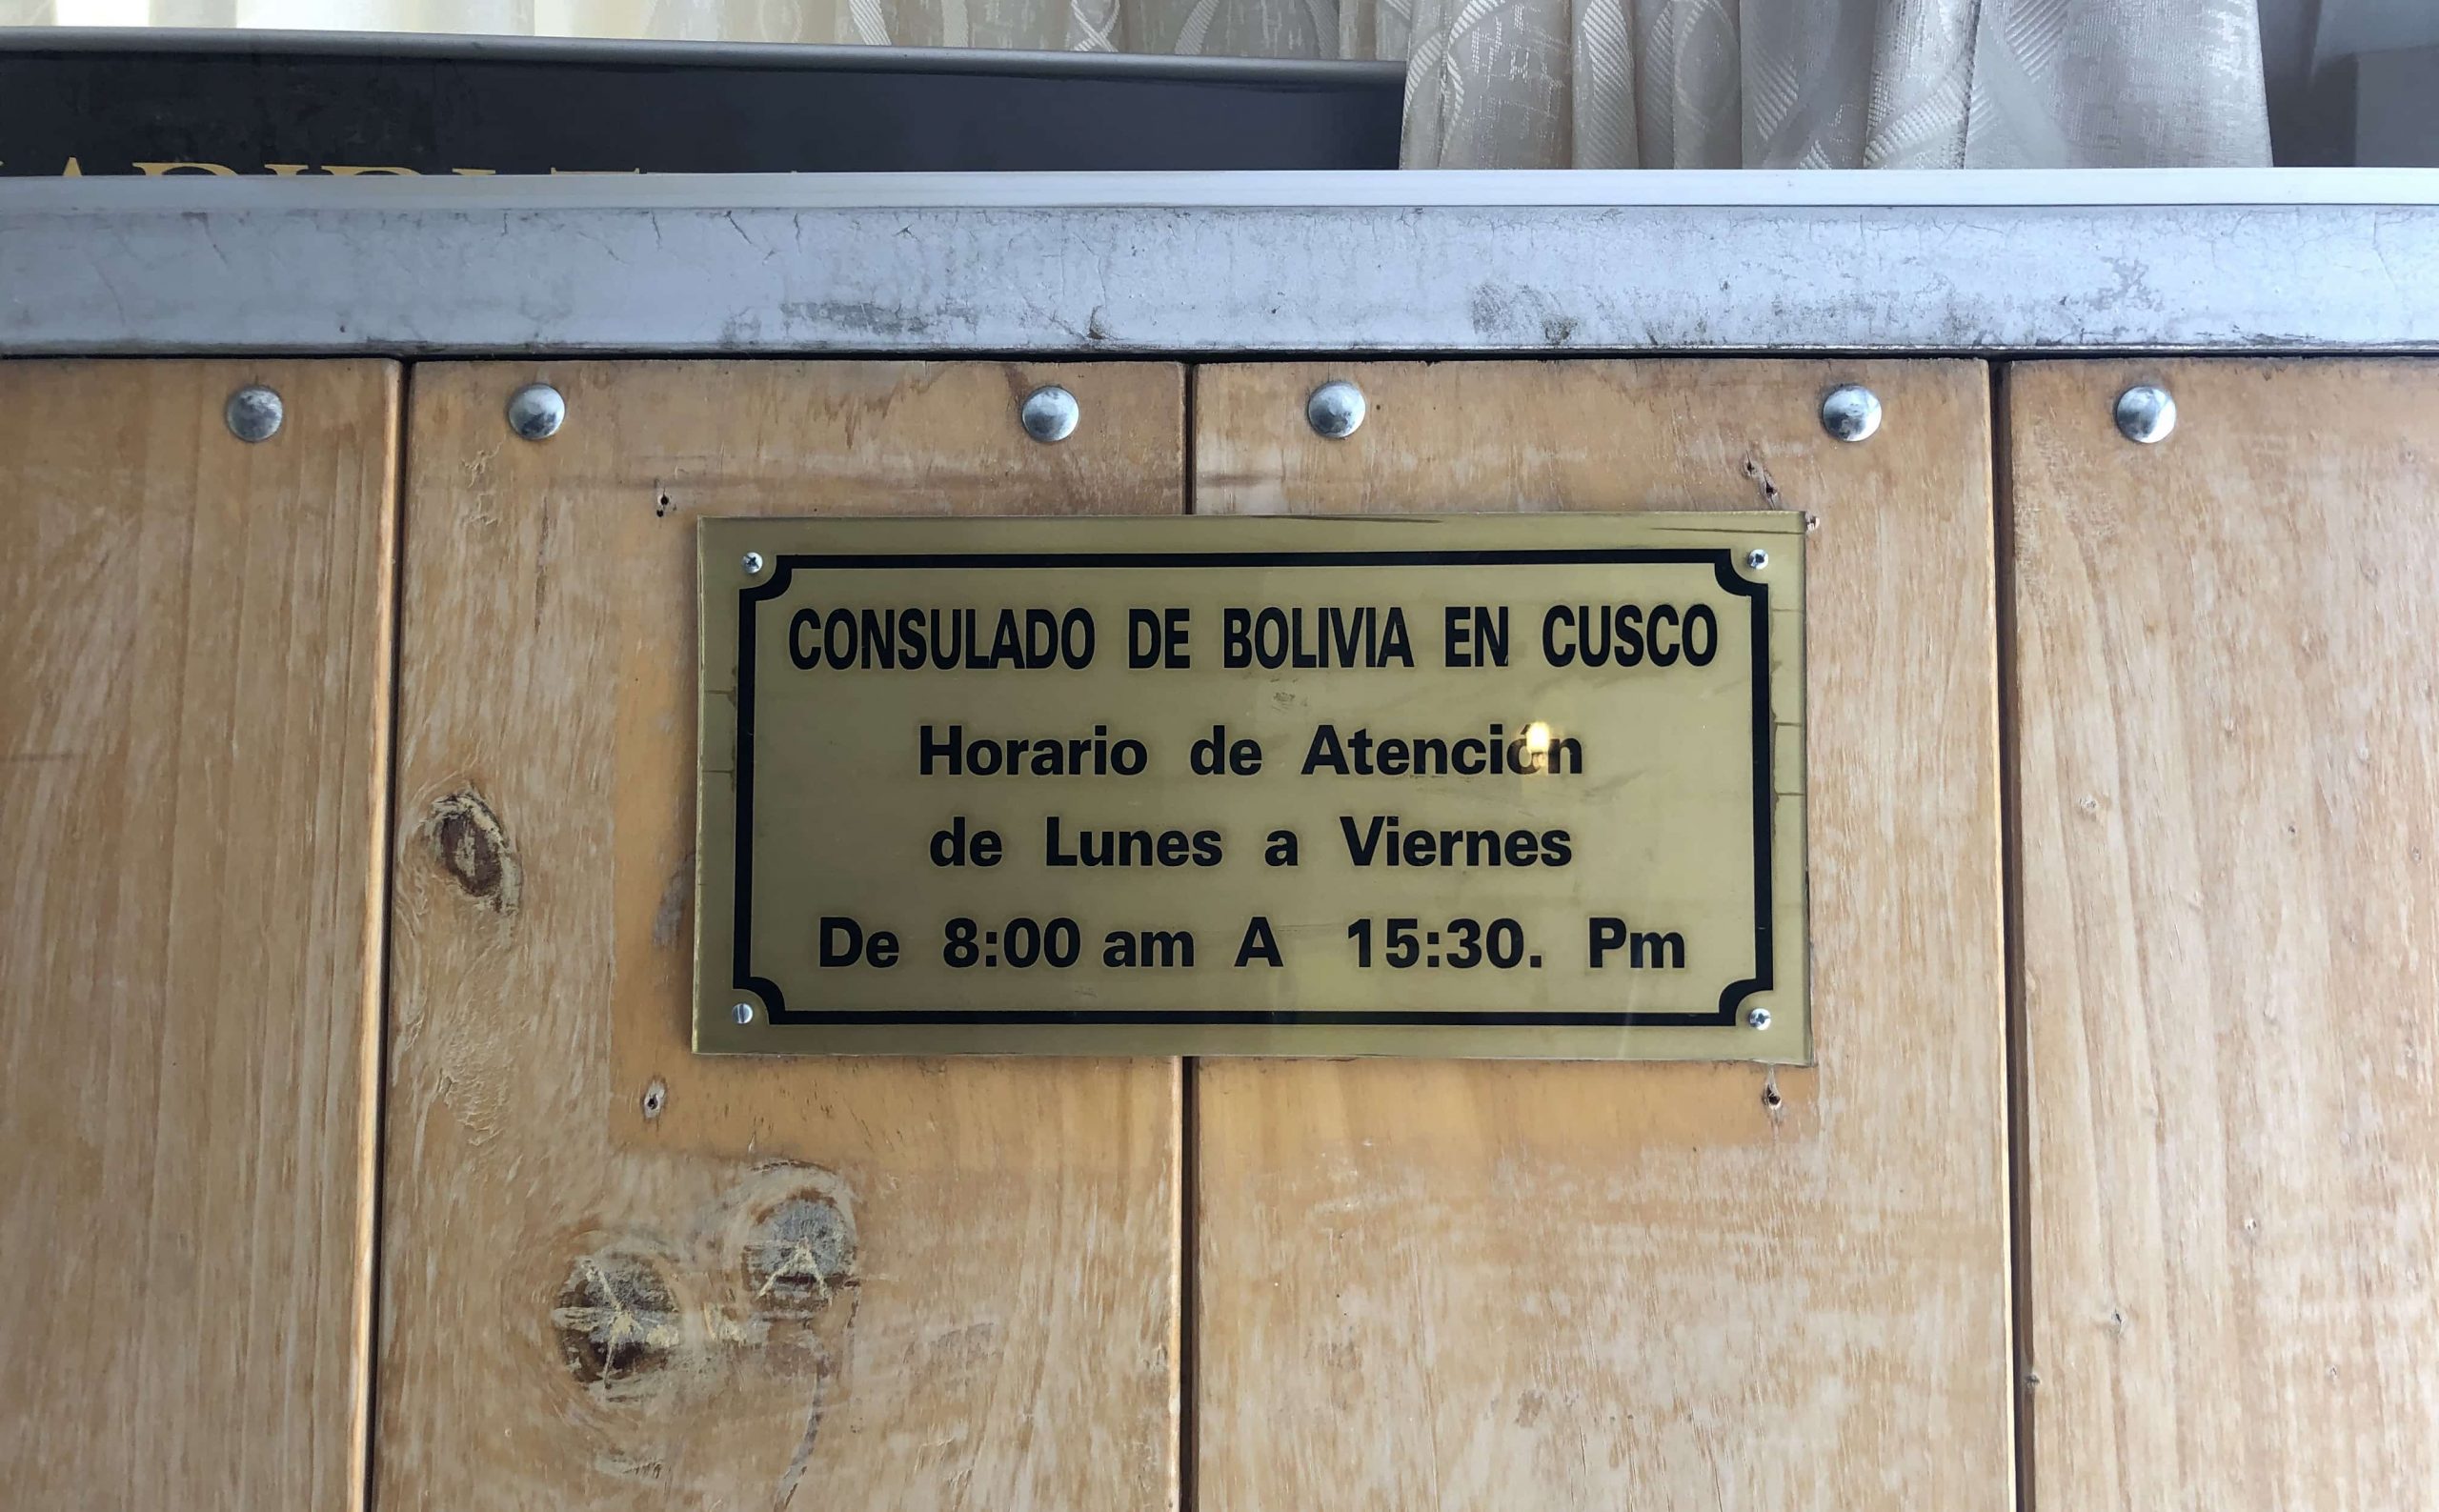 CONSULADO DE BOLIVIA EN CUSCO
Horario de Atención
de Lunes a Viernes
De 8:00 am A 15:30. Pm